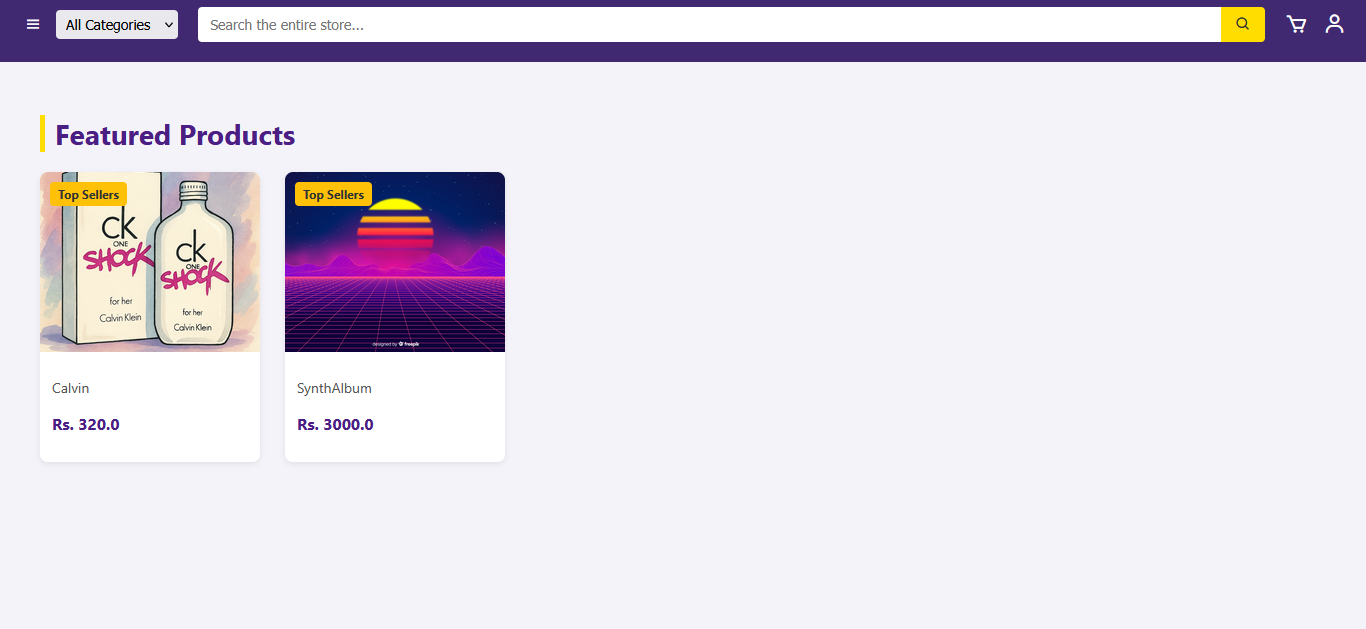 All Categories
Search the entire store...
Featured Products
Top Sellers
ck
ONE
SHOCK
for her
Calvin Klein
ck
ONE
SHOCK
for her
Calvin Klein
Top Sellers
designed by freepik
Calvin
Rs. 320.0
SynthAlbum
Rs. 3000.0